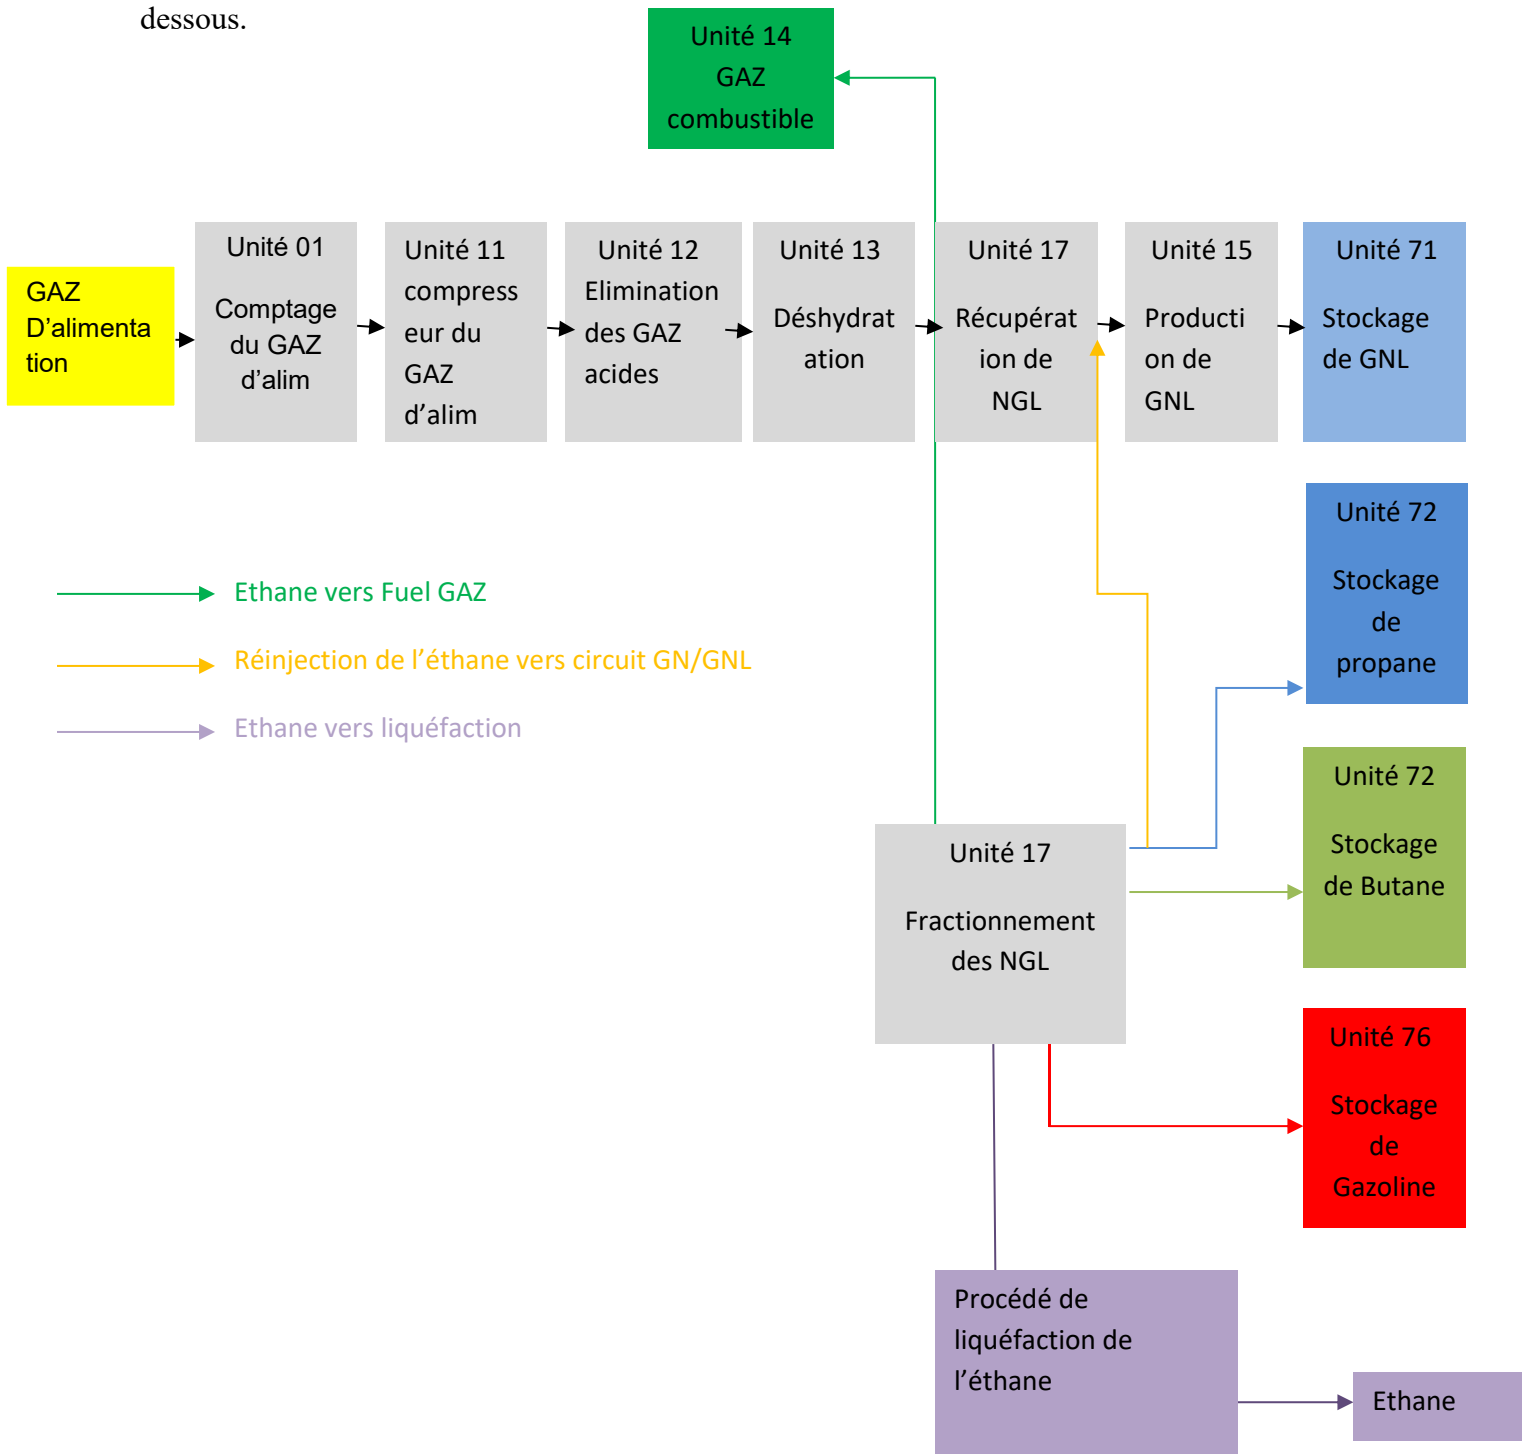 dessous.
Unité 14
GAZ
combustible
GAZ
D’alimenta
tion
Unité 01
Comptage
du GAZ
d’alim
Unité 11
compress
eur du
GAZ
d’alim
Unité 12
Elimination
des GAZ
acides
Unité 13
Déshydrat
ation
Unité 17
Récupérat
ion de
NGL
Unité 15
Producti
on de
GNL
Unité 71
Stockage
de GNL
Unité 72
Stockage
de
propane
Ethane vers Fuel GAZ
Réinjection de l’éthane vers circuit GN/GNL
Ethane vers liquéfaction
Unité 72
Stockage
de Butane
Unité 17
Fractionnement
des NGL
Unité 76
Stockage
de
Gazoline
Procédé de
liquéfaction de
l’éthane
Ethane